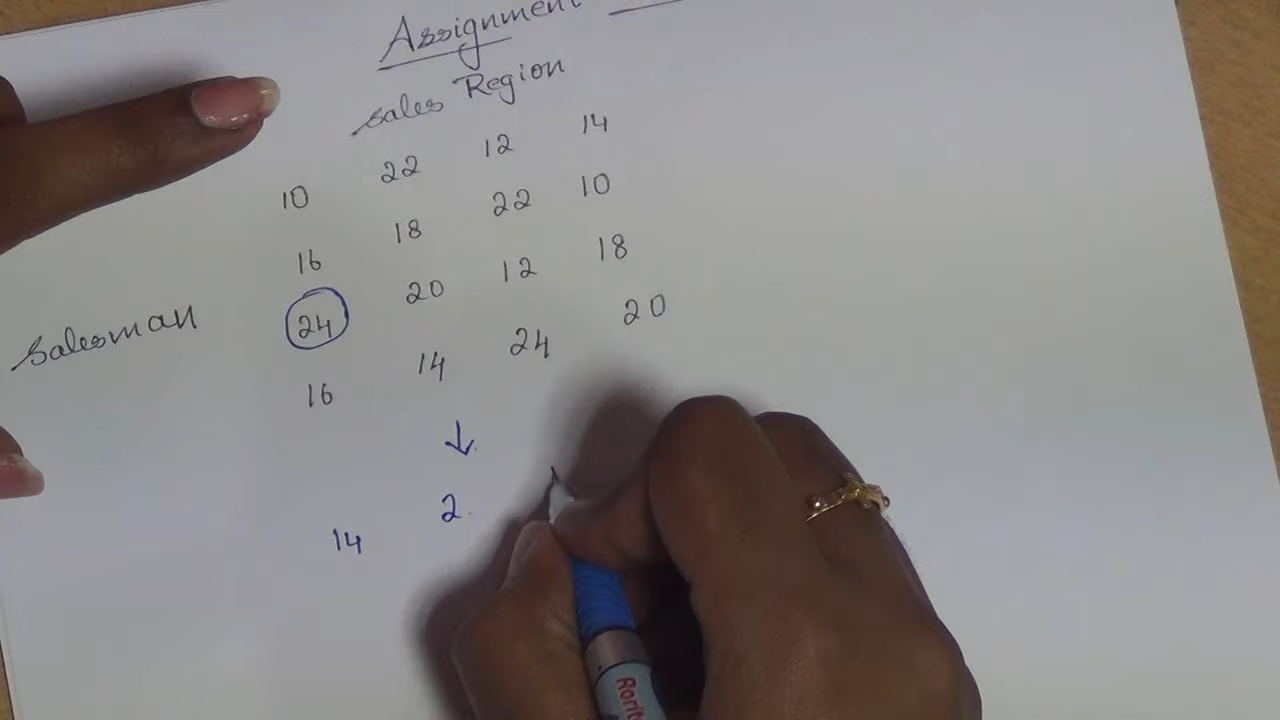 Assignment
Sales Region
10 22 12 14
16 18 22 10
Salesman 24 20 12 18
16 14 24 20
↓
14 2